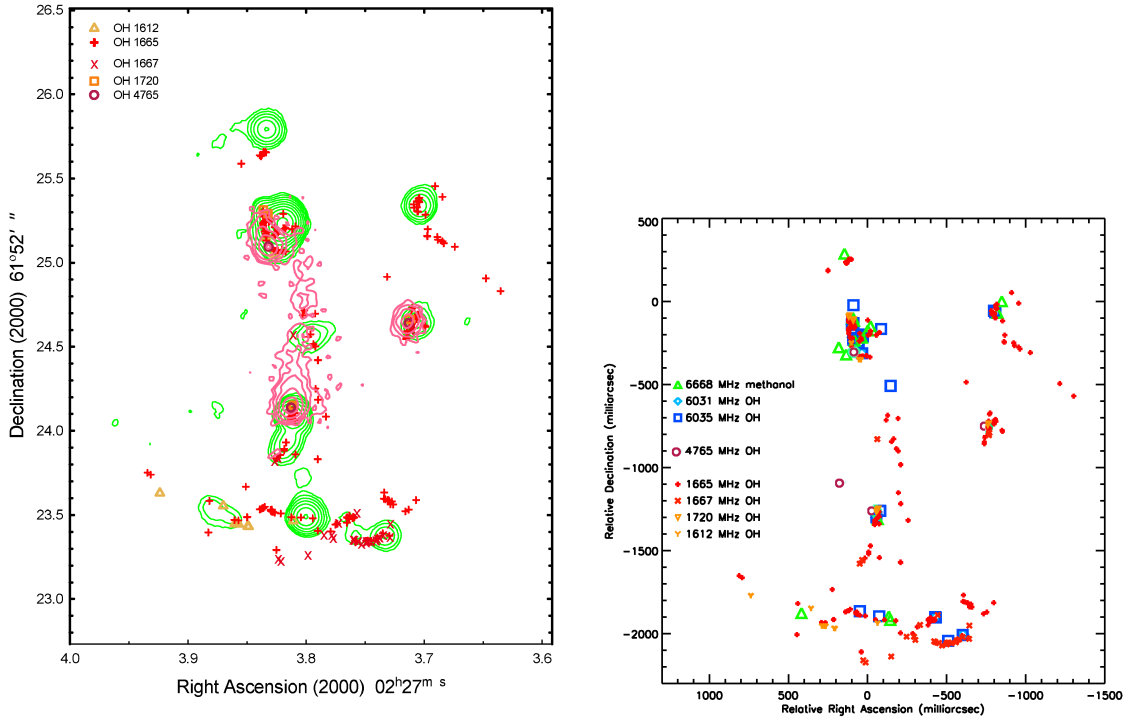 26.5
26.0
25.5
25.0
24.5
24.0
23.5
23.0
Declination (2000) 61°52′ ″
OH 1612
OH 1665
OH 1667
OH 1720
OH 4765
4.0
3.9
3.8
3.7
3.6
Right Ascension (2000) 02ʰ27ᵐ ˢ
500
0
-500
-1000
-1500
-2000
Relative Declination (milliarcsec)
6668 MHz methanol
6031 MHz OH
6035 MHz OH
4765 MHz OH
1665 MHz OH
1667 MHz OH
1720 MHz OH
1612 MHz OH
1000
500
0
-500
-1000
-1500
Relative Right Ascension (milliarcsec)